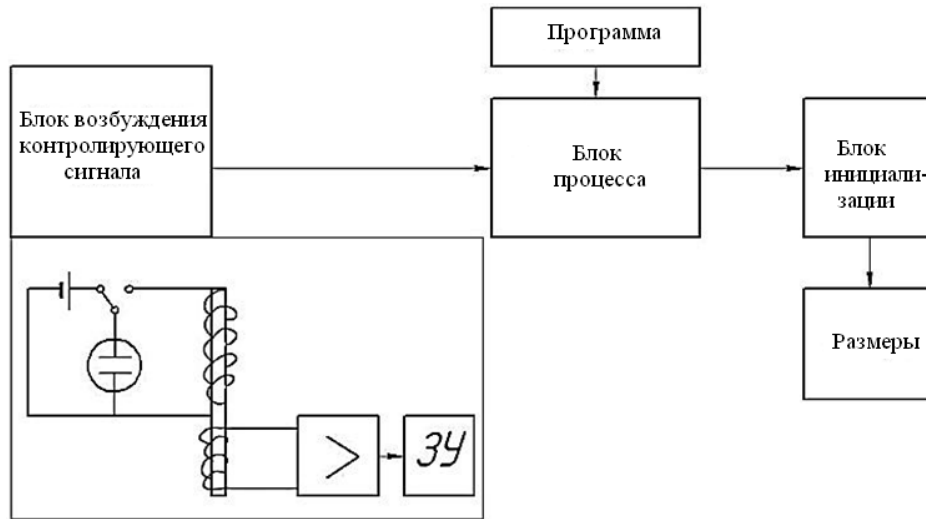 Программа
Блок возбуждения
контролирующего
сигнала
Блок
процесса
Блок
инициали-
зации
Размеры
ЗУ